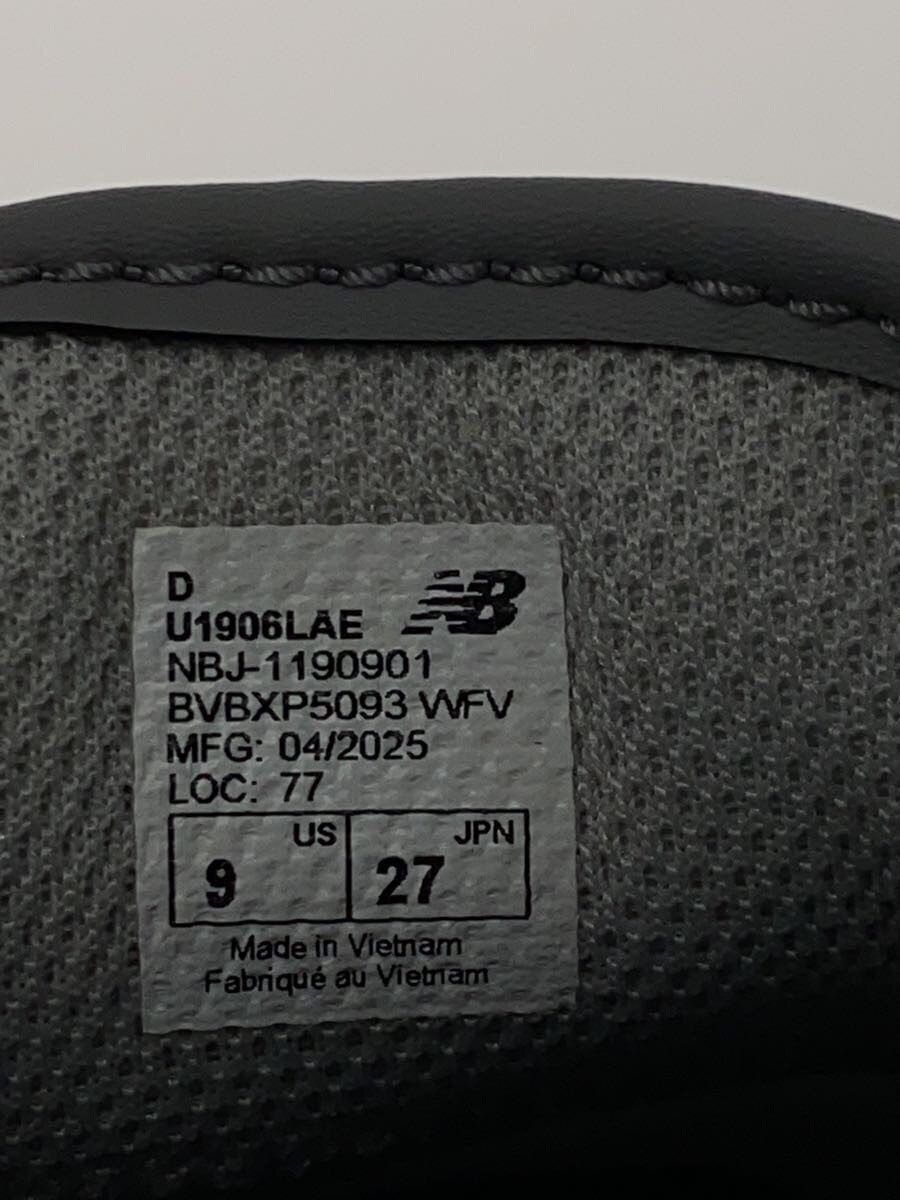 D
NB
U1906LAE
NBJ-1190901
BVBXP5093 WFV
MFG: 04/2025
LOC: 77
US
9
JPN
27
Made in Vietnam
Fabriqué au Vietnam